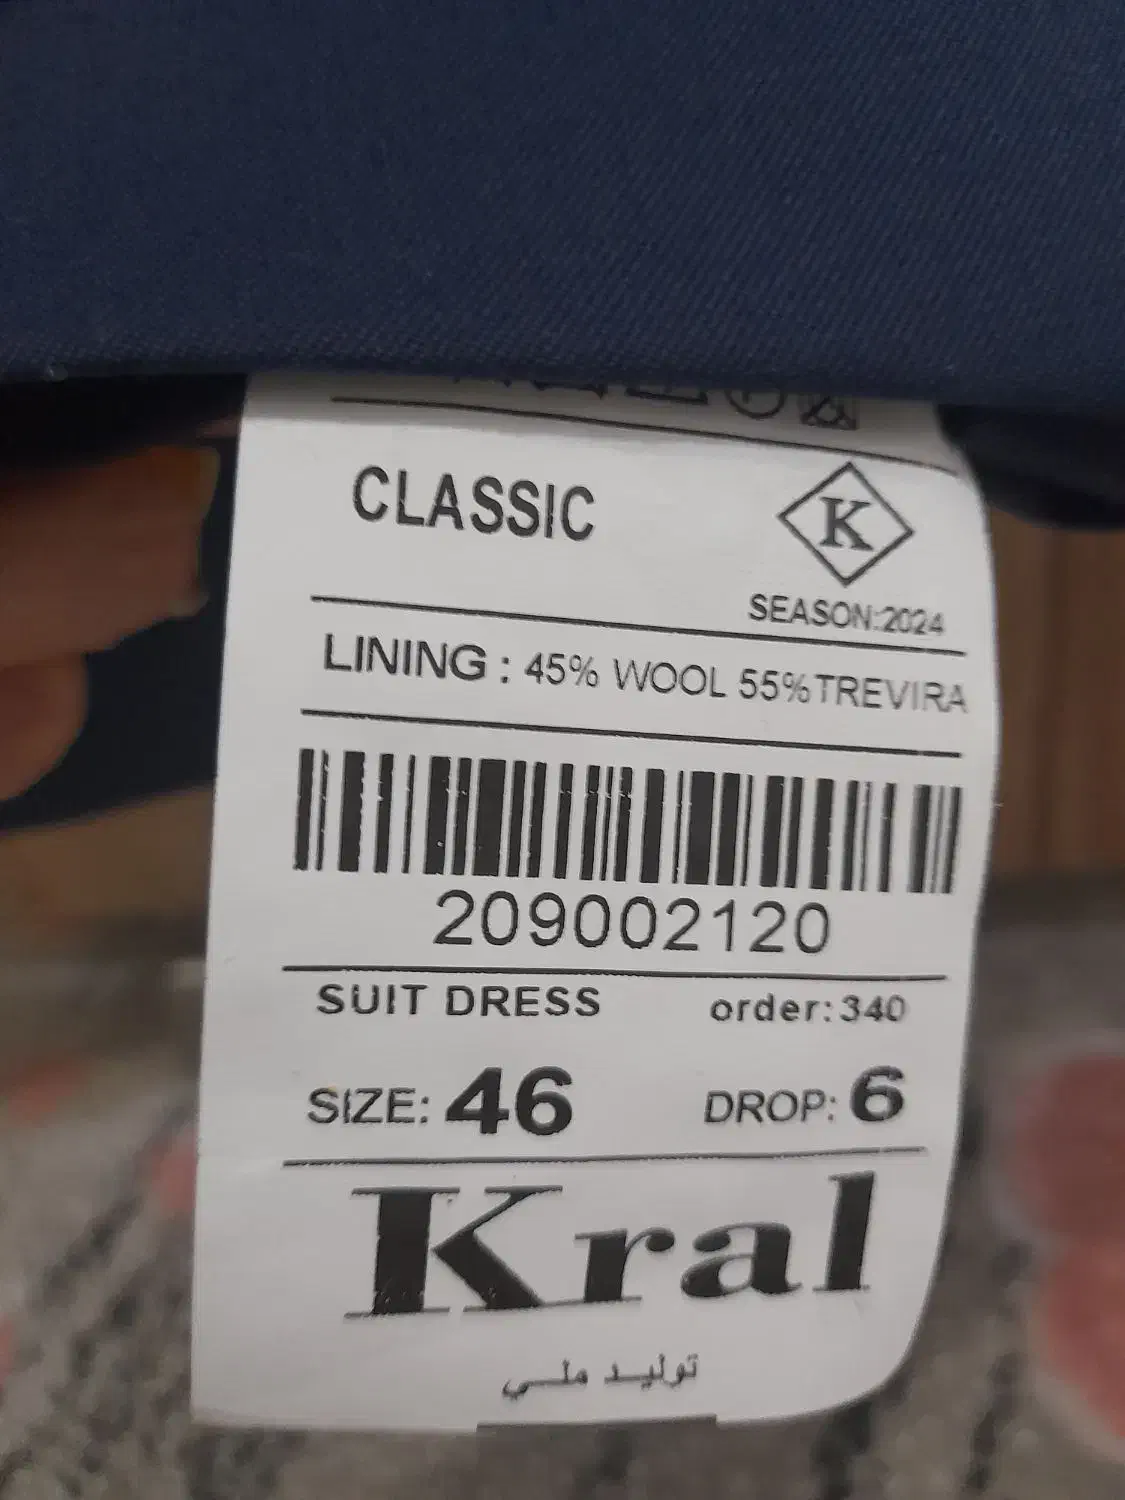 CLASSIC
K
SEASON:2024
LINING : 45% WOOL 55%TREVIRA
209002120
SUIT DRESS order:340
SIZE: 46 DROP: 6
Kral
تولید ملی